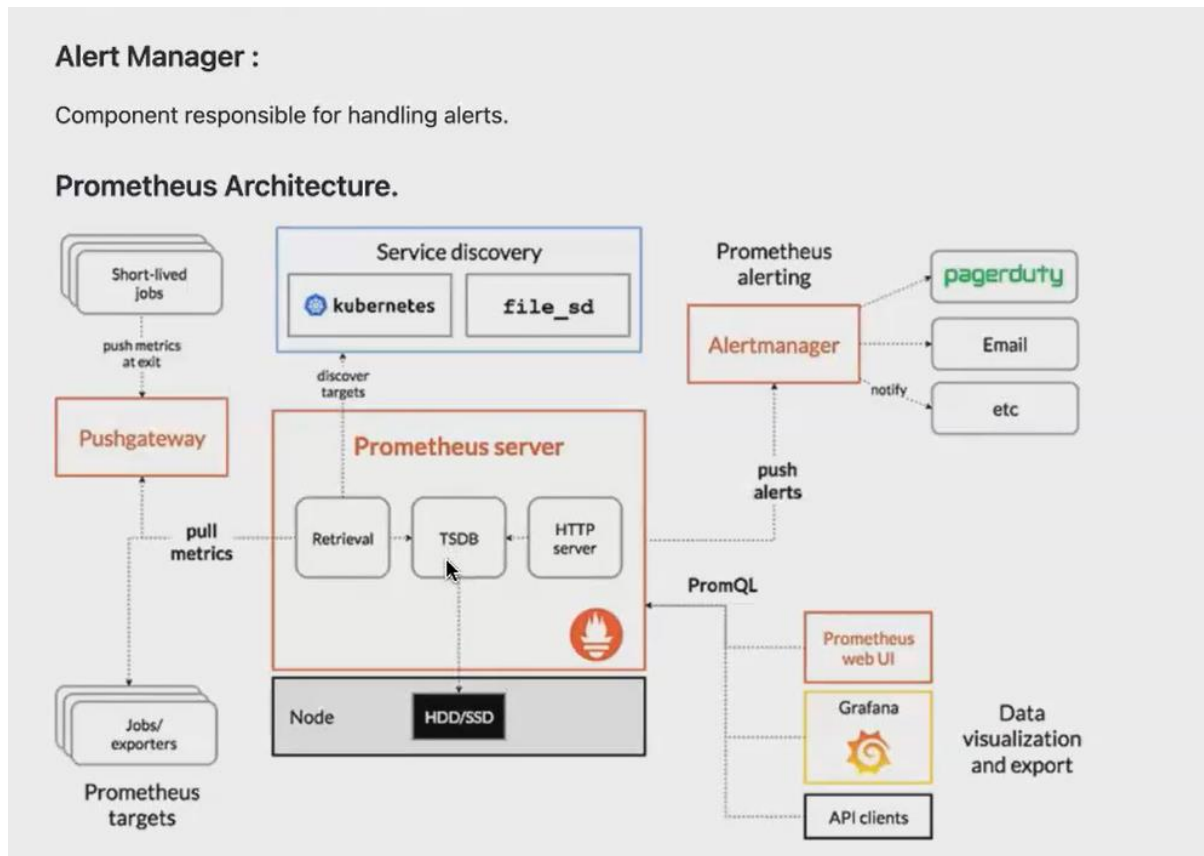 Alert Manager :
Component responsible for handling alerts.
Prometheus Architecture.
Short-lived
jobs
push metrics
at exit
Pushgateway
pull
metrics
Jobs/
exporters
Prometheus
targets
Service discovery
kubernetes
file_sd
discover
targets
Prometheus server
Retrieval
TSDB
HTTP
server
Node
HDD/SSD
Prometheus
alerting
Alertmanager
pagerduty
Email
notify
etc
push
alerts
PromQL
Prometheus
web UI
Grafana
API clients
Data
visualization
and export